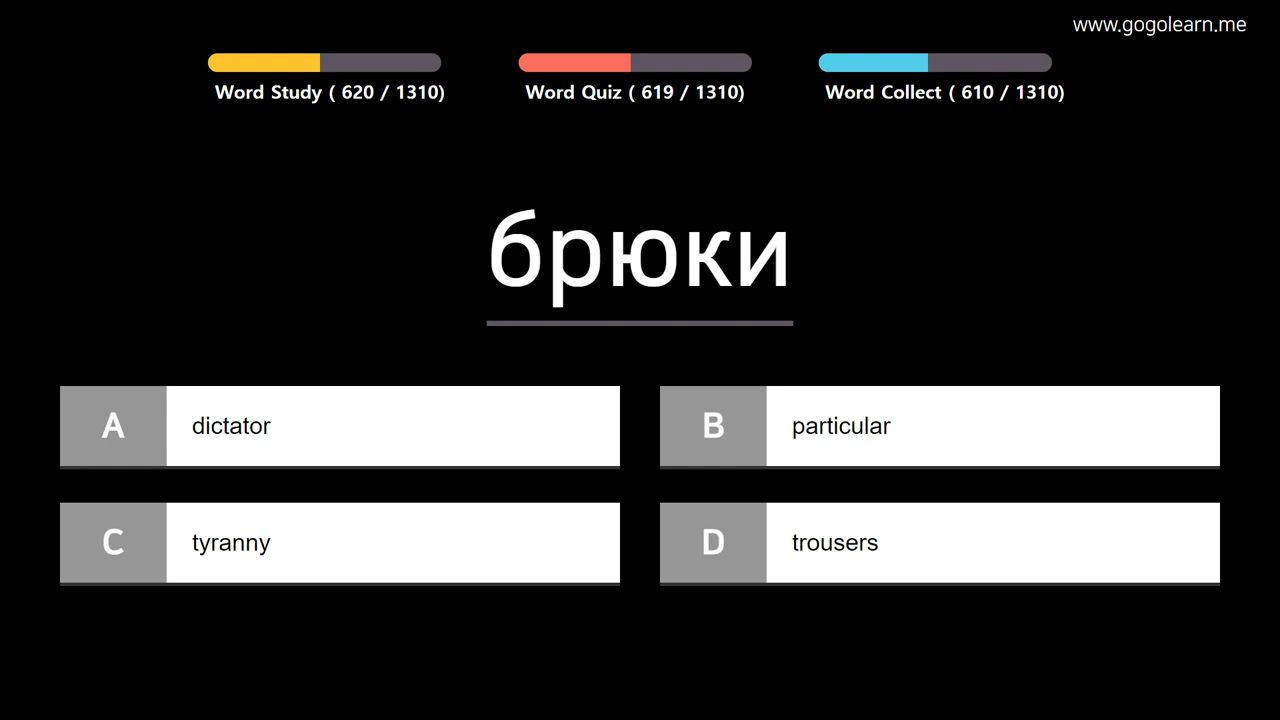 www.gogolearn.me
Word Study ( 620 / 1310)
Word Quiz ( 619 / 1310)
Word Collect ( 610 / 1310)
брюки
A dictator
B particular
C tyranny
D trousers